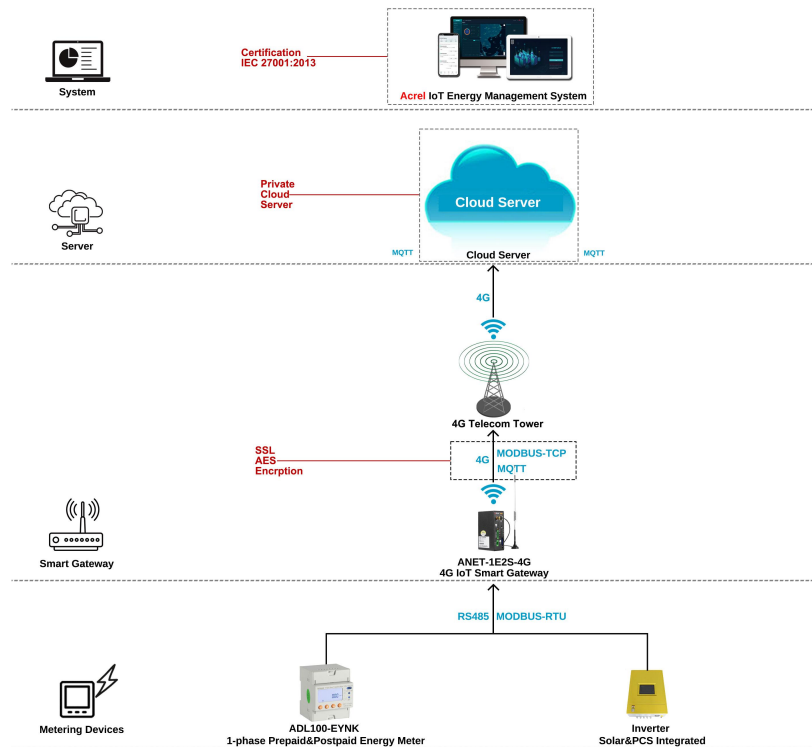 Certification
IEC 27001:2013
System
Acrel IoT Energy Management System
Private
Cloud
Server
Cloud Server
Server
MQTT
Cloud Server
MQTT
4G
4G Telecom Tower
SSL
AES
Encrption
4G
MODBUS-TCP
MQTT
Smart Gateway
ANET-1E2S-4G
4G IoT Smart Gateway
RS485
MODBUS-RTU
Metering Devices
ADL100-EYNK
1-phase Prepaid&Postpaid Energy Meter
Inverter
Solar&PCS Integrated